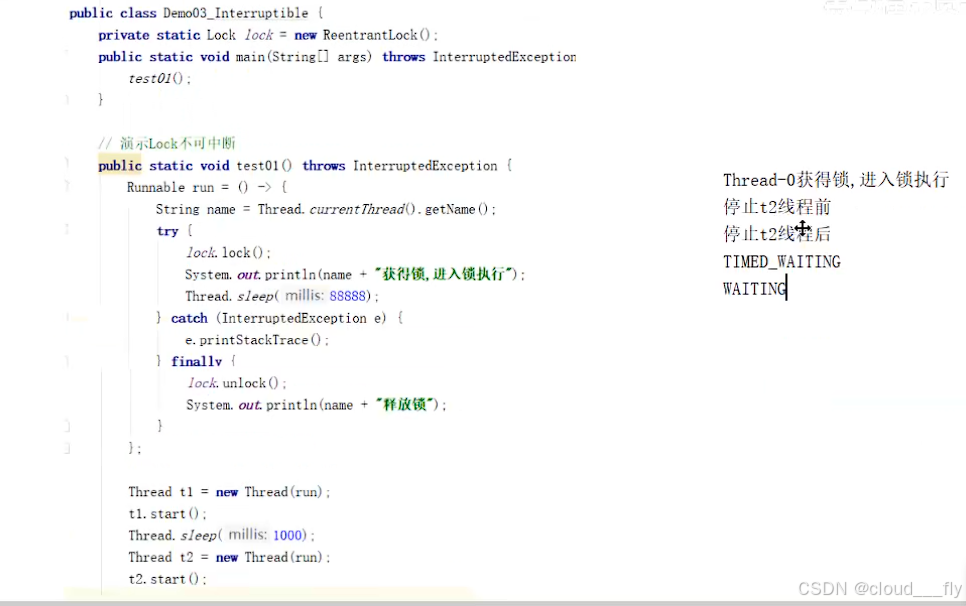 public class Demo03_Interruptible {
private static Lock lock = new ReentrantLock();
public static void main(String[] args) throws InterruptedException
test01();
}
// 演示Lock不可中断
public static void test01() throws InterruptedException {
Runnable run = () -> {
String name = Thread.currentThread().getName();
try {
lock.lock();
System.out.println(name + "获得锁,进入锁执行");
Thread.sleep( millis: 88888);
} catch (InterruptedException e) {
e.printStackTrace();
} finally {
lock.unlock();
System.out.println(name + "释放锁");
}
};
Thread t1 = new Thread(run);
t1.start();
Thread.sleep( millis: 1000);
Thread t2 = new Thread(run);
t2.start();
Thread-0获得锁,进入锁执行
停止t2线程前
停止t2线程后
TIMED_WAITING
WAITING
CSDN @cloud___fly